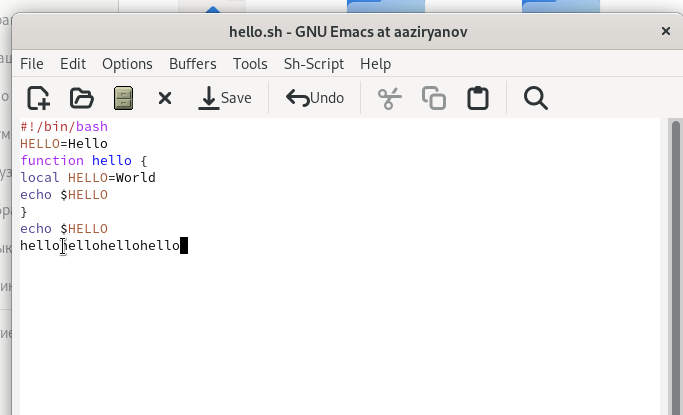 hello.sh - GNU Emacs at aaziryanov
File Edit Options Buffers Tools Sh-Script Help
Save Undo
#!/bin/bash
HELLO=Hello
function hello {
local HELLO=World
echo $HELLO
}
echo $HELLO
hellohellohellohello